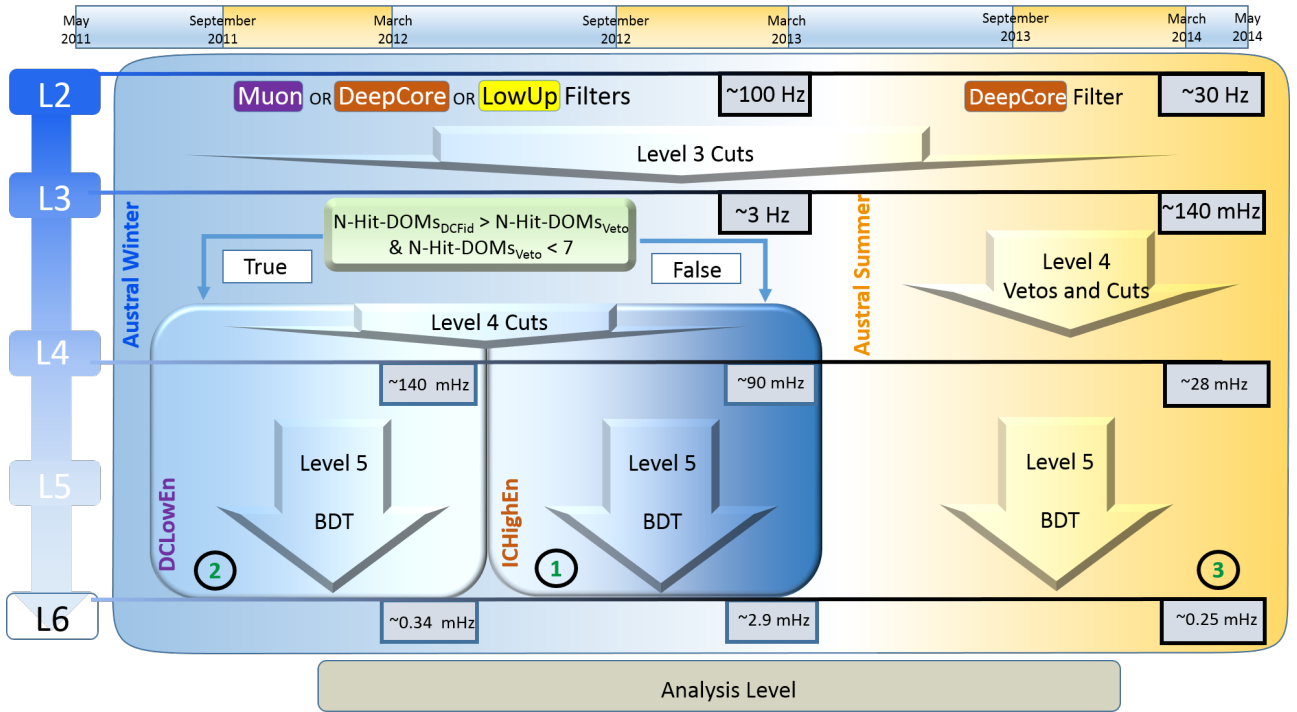 May
2011
September
2011
March
2012
September
2012
March
2013
September
2013
March
2014
May
2014
L2
Muon OR DeepCore OR LowUp Filters
~100 Hz
DeepCore Filter
~30 Hz
Level 3 Cuts
L3
N-Hit-DOMsDCFid > N-Hit-DOMsVeto
& N-Hit-DOMsVeto < 7
~3 Hz
~140 mHz
True
False
Austral Winter
Austral Summer
Level 4
Vetos and Cuts
Level 4 Cuts
L4
~140 mHz
~90 mHz
~28 mHz
L5
Level 5
BDT
Level 5
BDT
Level 5
BDT
DCLowEn
ICHighEn
2
1
3
L6
~0.34 mHz
~2.9 mHz
~0.25 mHz
Analysis Level